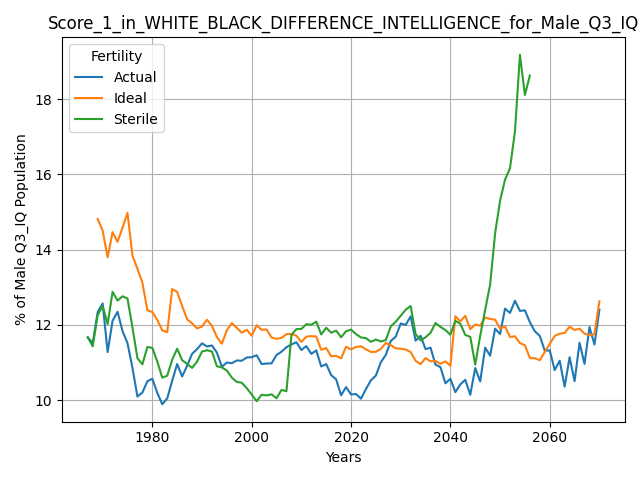 Score_1_in_WHITE_BLACK_DIFFERENCE_INTELLIGENCE_for_Male_Q3_IQ
Fertility
Actual
Ideal
Sterile
% of Male Q3_IQ Population
18
16
14
12
10
1980
2000
2020
2040
2060
Years